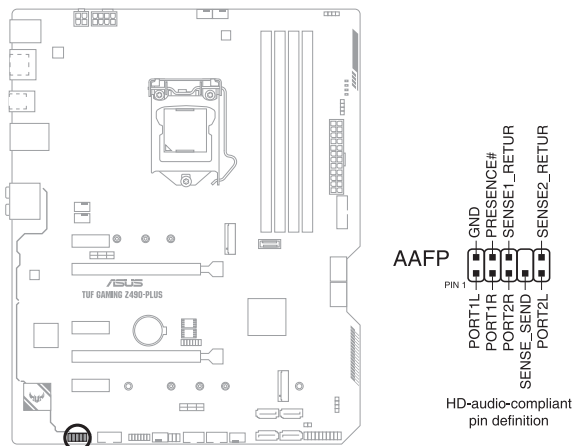 /SUS
TUF GAMING Z490-PLUS
AAFP
PIN 1
GND
PRESENCE#
SENSE1_RETUR
SENSE2_RETUR
PORT1L
PORT1R
PORT2R
SENSE_SEND
PORT2L
HD-audio-compliant
pin definition